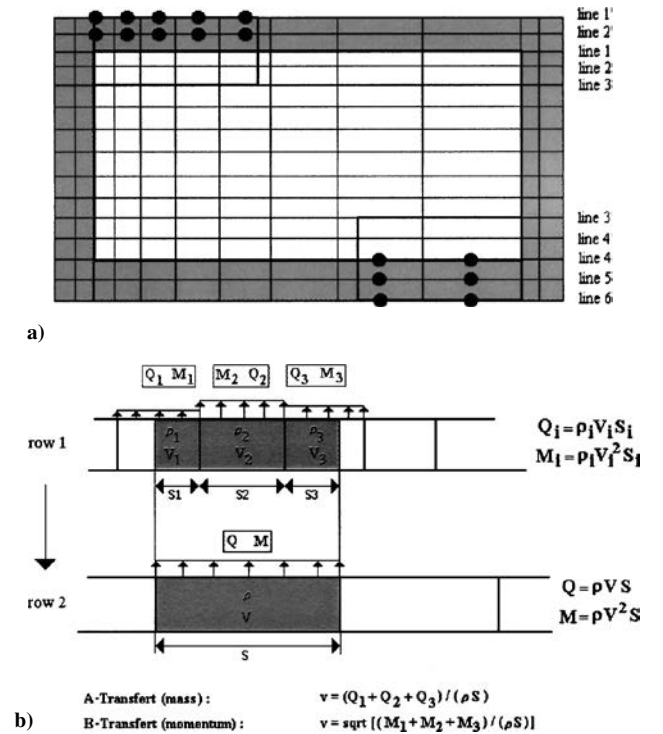 line 1'
line 2'
line 1
line 2
line 3
line 3
line 4
line 4
line 5
line 6
a)
Q1 M1
M2 Q2
Q3 M3
row 1
ρ1
V1
ρ2
V2
ρ3
V3
Qi=ρiViSi
Mi=ρiVi²Si
S1
S2
S3
Q M
row 2
ρ
V
Q=ρVS
M=ρV²S
S
A-Transfert (mass) : v = (Q1+Q2+Q3)/(ρS)
b)
B-Transfert (momentum) : v = sqrt [(M1+M2+M3)/(ρS)]